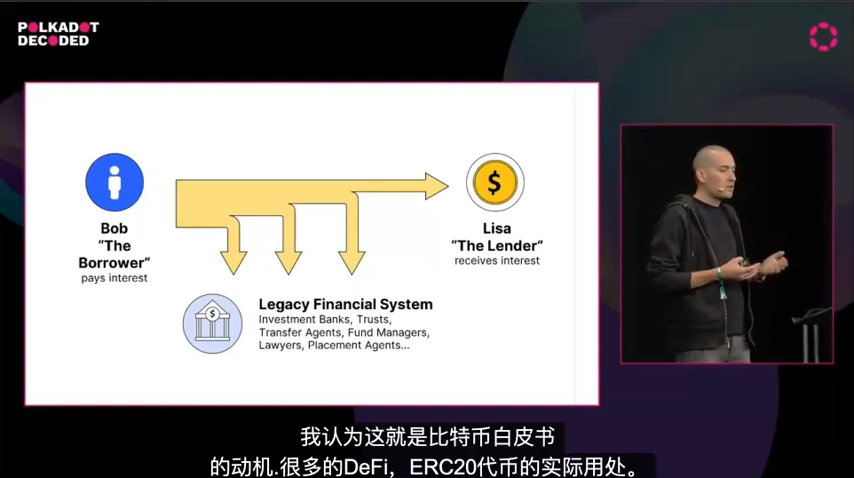 POLKADOT
DECODED
Bob
“The
Borrower”
pays interest
$
Lisa
“The Lender”
receives interest
$
Legacy Financial System
Investment Banks, Trusts,
Transfer Agents, Fund Managers,
Lawyers, Placement Agents...
我认为这就是比特币白皮书
的动机.很多的DeFi，ERC20代币的实际用处。